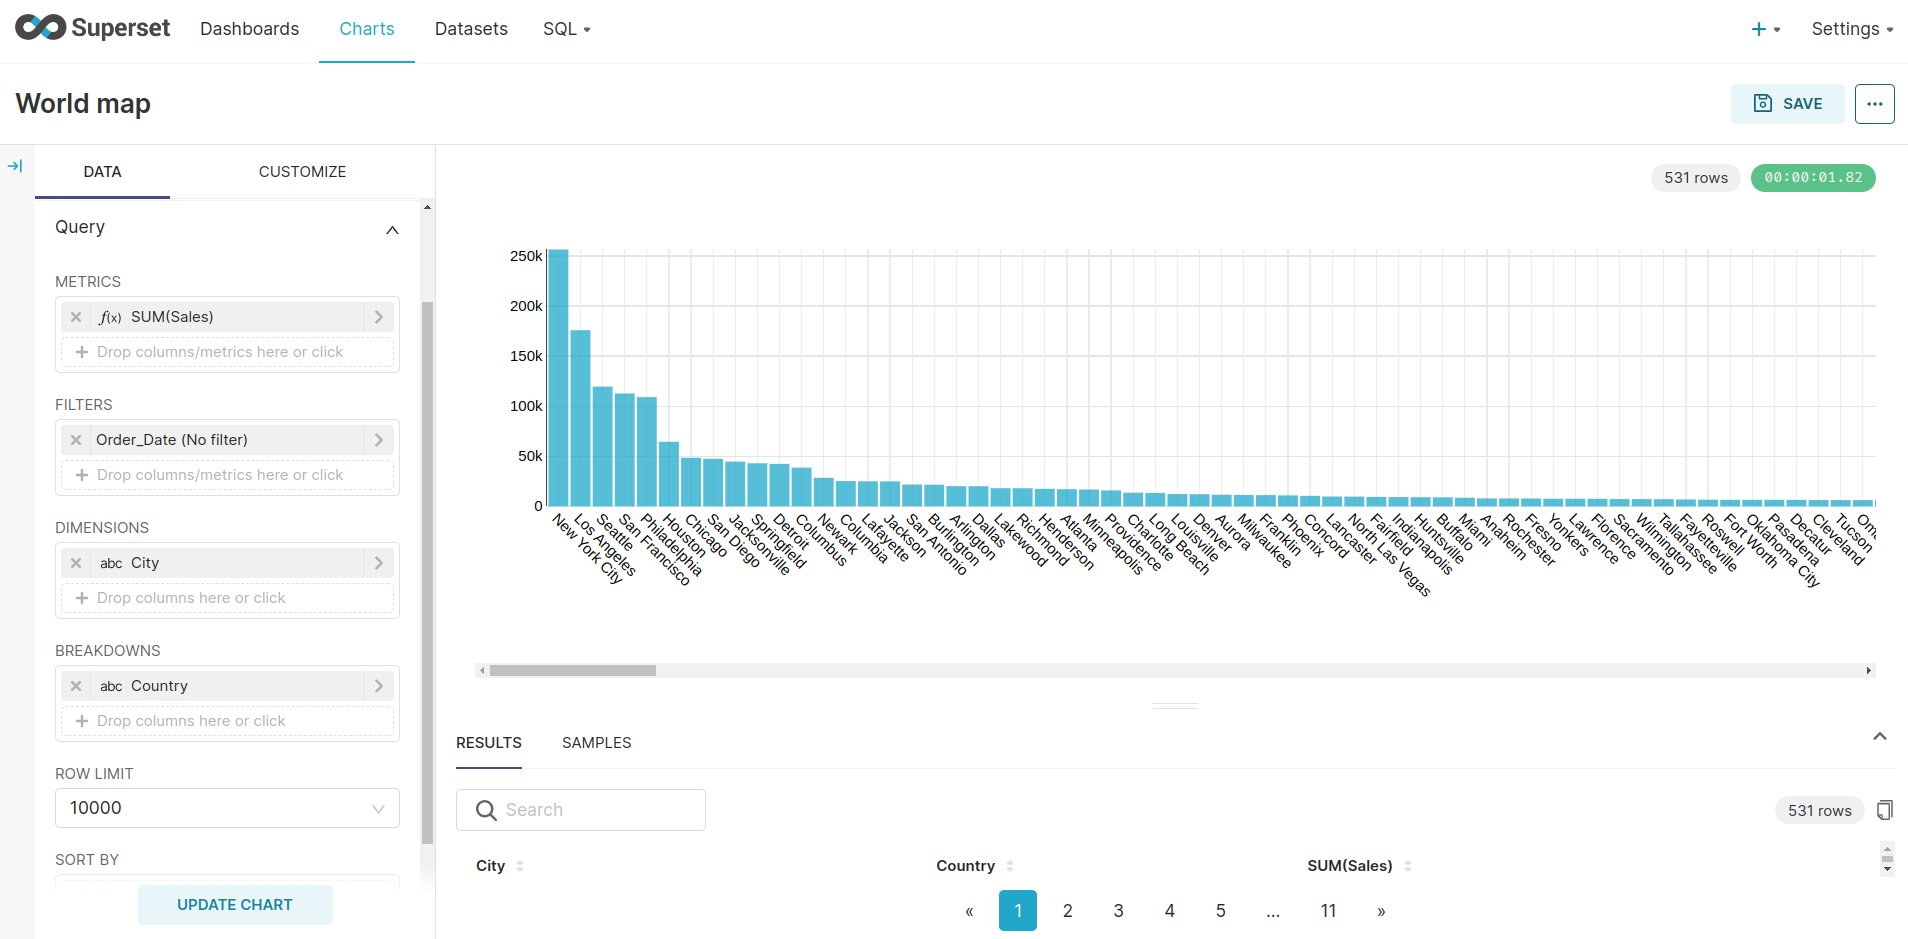 Superset Dashboards Charts Datasets SQL + Settings
World map
SAVE ...
DATA CUSTOMIZE
531 rows 00:00:01.82
Query
METRICS
f(x) SUM(Sales)
+ Drop columns/metrics here or click
FILTERS
Order_Date (No filter)
+ Drop columns/metrics here or click
DIMENSIONS
abc City
+ Drop columns here or click
BREAKDOWNS
abc Country
+ Drop columns here or click
ROW LIMIT
10000
SORT BY
UPDATE CHART
250k
200k
150k
100k
50k
0
New York City
Los Angeles
Seattle
San Francisco
Philadelphia
Houston
Chicago
San Diego
Jacksonville
Springfield
Detroit
Columbus
Newark
Columbia
Lafayette
Jackson
San Antonio
Burlington
Arlington
Dallas
Lakewood
Richmond
Henderson
Atlanta
Minneapolis
Providence
Charlotte
Long Beach
Louisville
Denver
Aurora
Milwaukee
Franklin
Phoenix
Concord
Lancaster
North Las Vegas
Fairfield
Indianapolis
Huntsville
Buffalo
Miami
Anaheim
Rochester
Fresno
Yonkers
Lawrence
Florence
Sacramento
Wilmington
Tallahassee
Fayetteville
Roswell
Fort Worth
Oklahoma City
Pasadena
Decatur
Cleveland
Tucson
Om
RESULTS SAMPLES
Search
531 rows
City Country SUM(Sales)
« 1 2 3 4 5 ... 11 »